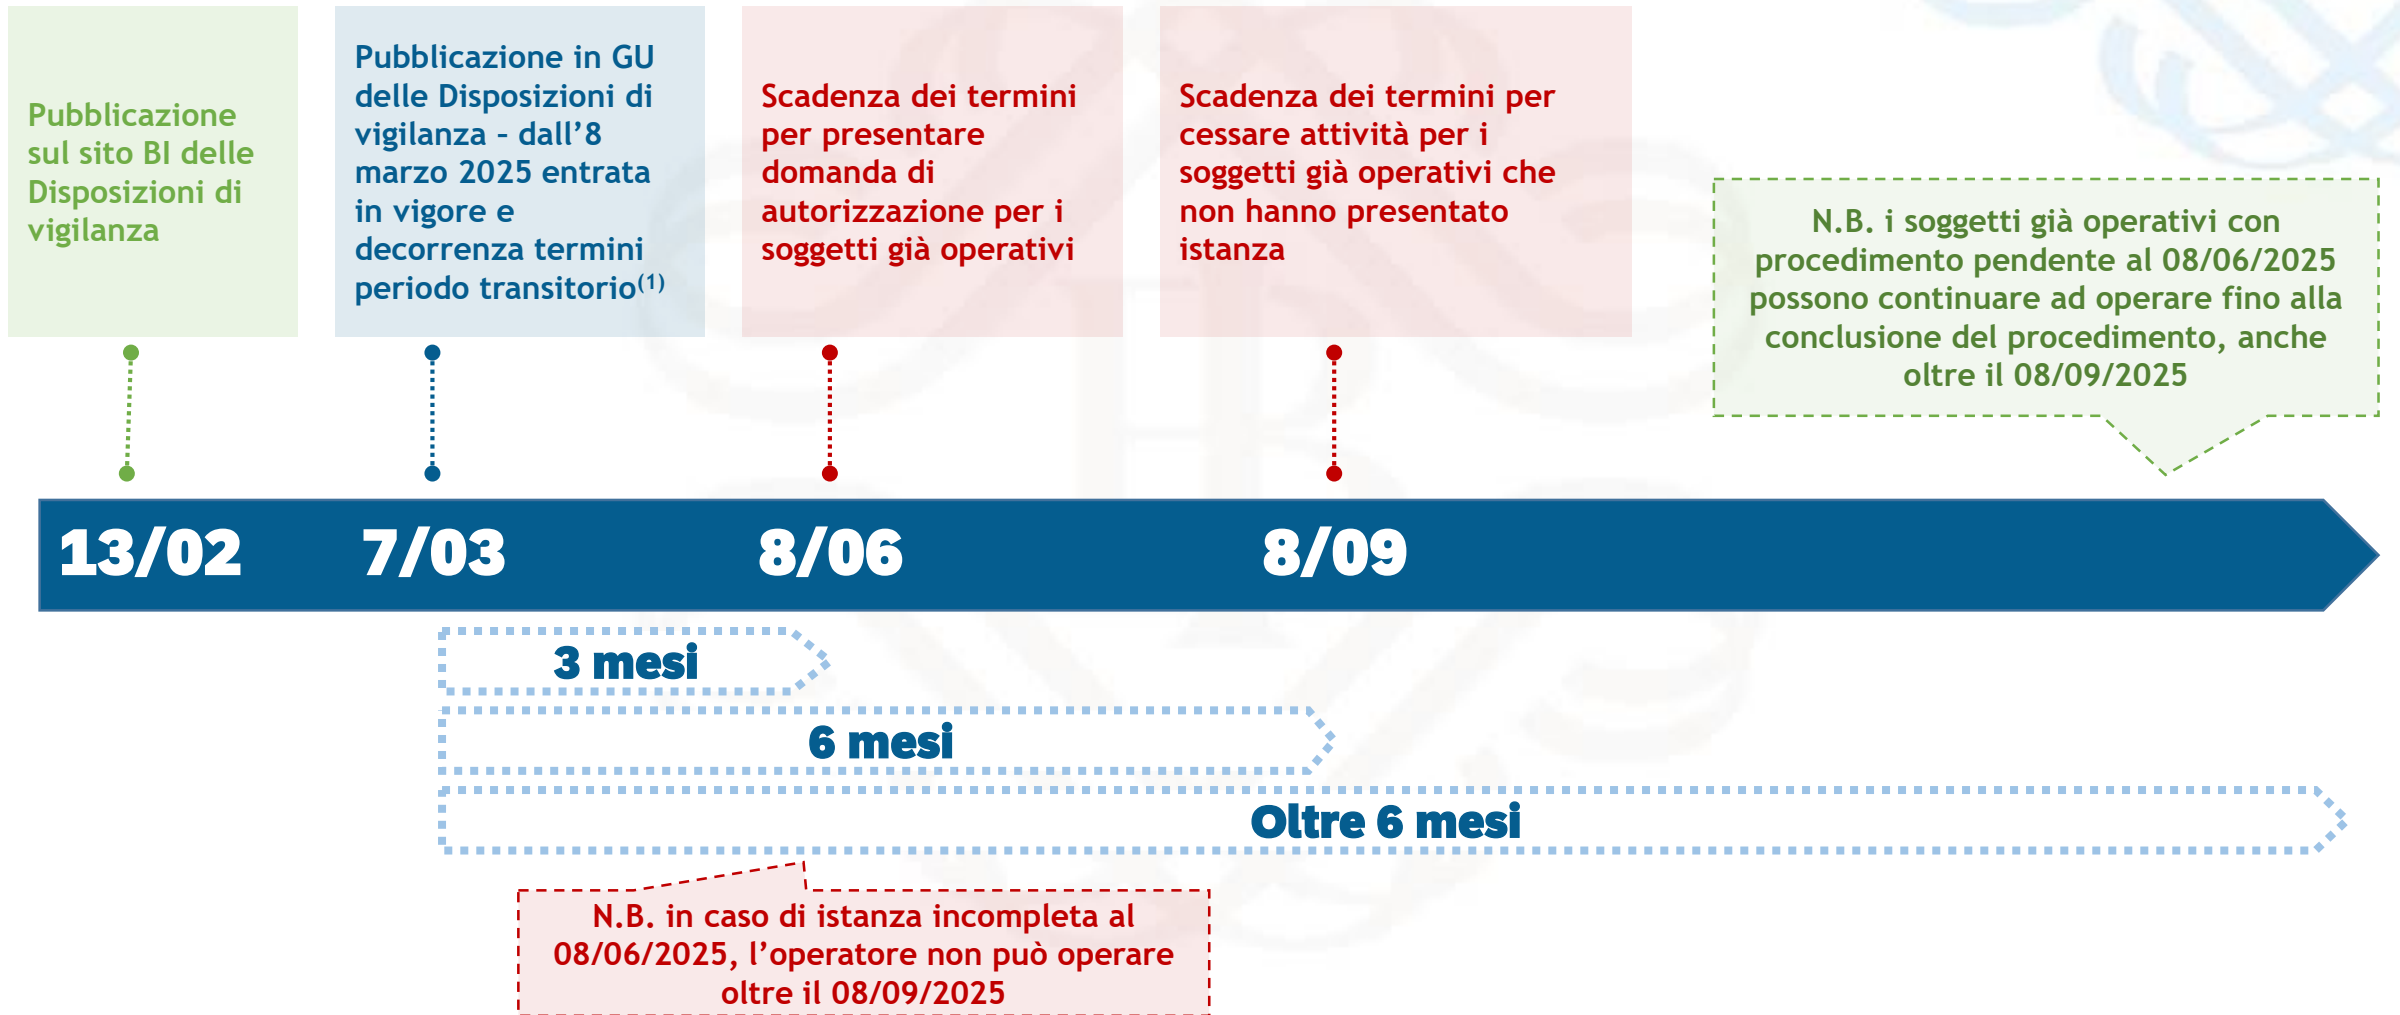 Pubblicazione
sul sito BI delle
Disposizioni di
vigilanza
Pubblicazione in GU
delle Disposizioni di
vigilanza – dall’8
marzo 2025 entrata
in vigore e
decorrenza termini
periodo transitorio(1)
Scadenza dei termini
per presentare
domanda di
autorizzazione per i
soggetti già operativi
Scadenza dei termini per
cessare attività per i
soggetti già operativi che
non hanno presentato
istanza
N.B. i soggetti già operativi con
procedimento pendente al 08/06/2025
possono continuare ad operare fino alla
conclusione del procedimento, anche
oltre il 08/09/2025
13/02
7/03
8/06
8/09
3 mesi
6 mesi
Oltre 6 mesi
N.B. in caso di istanza incompleta al
08/06/2025, l’operatore non può operare
oltre il 08/09/2025